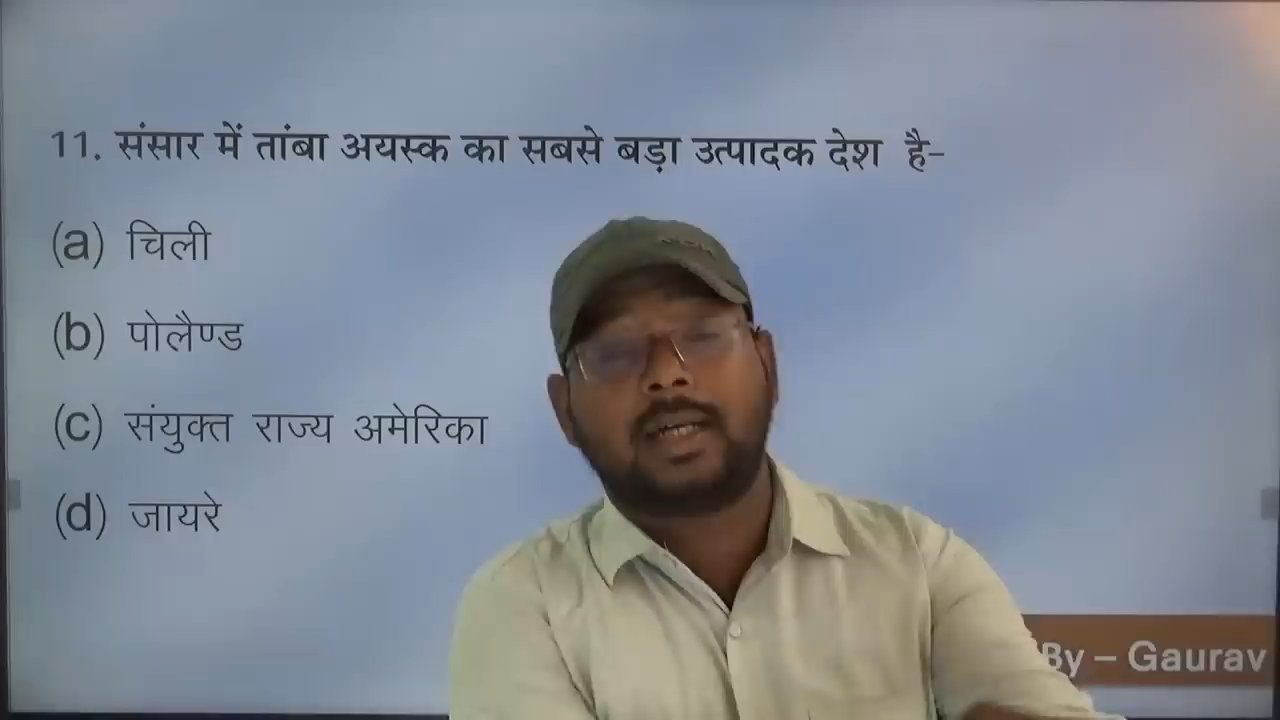 11. संसार में तांबा अयस्क का सबसे बड़ा उत्पादक देश है-
(a) चिली
(b) पोलैण्ड
(c) संयुक्त राज्य अमेरिका
(d) जायरे
By – Gaurav